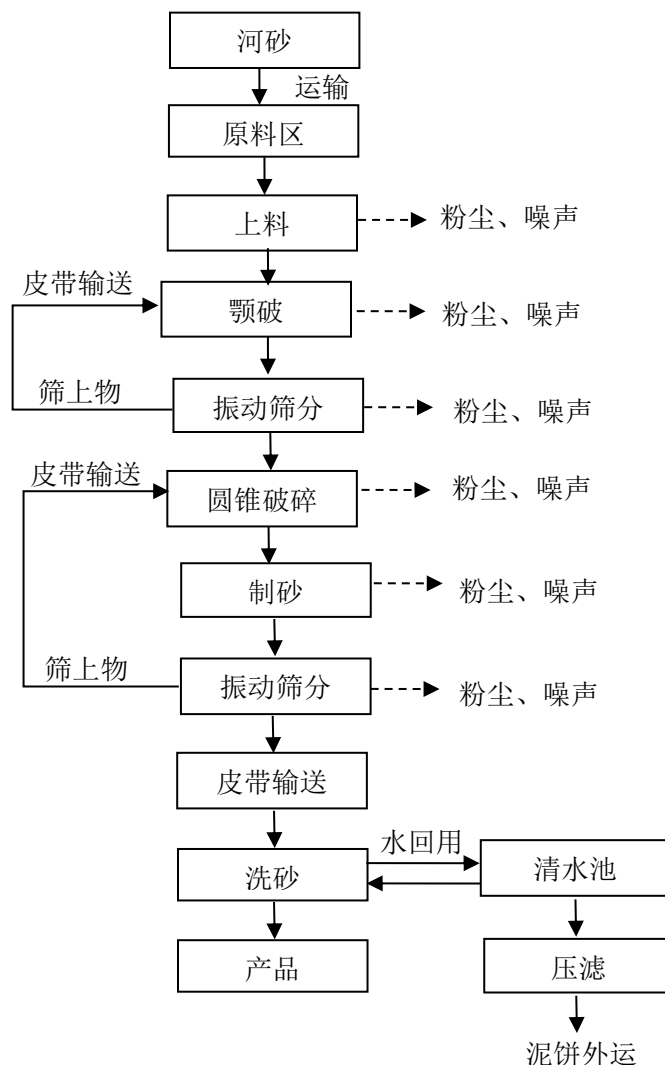 河砂
运输
原料区
上料
粉尘、噪声
皮带输送
颚破
粉尘、噪声
筛上物
振动筛分
粉尘、噪声
皮带输送
圆锥破碎
粉尘、噪声
制砂
粉尘、噪声
筛上物
振动筛分
粉尘、噪声
皮带输送
水回用
洗砂
清水池
产品
压滤
泥饼外运